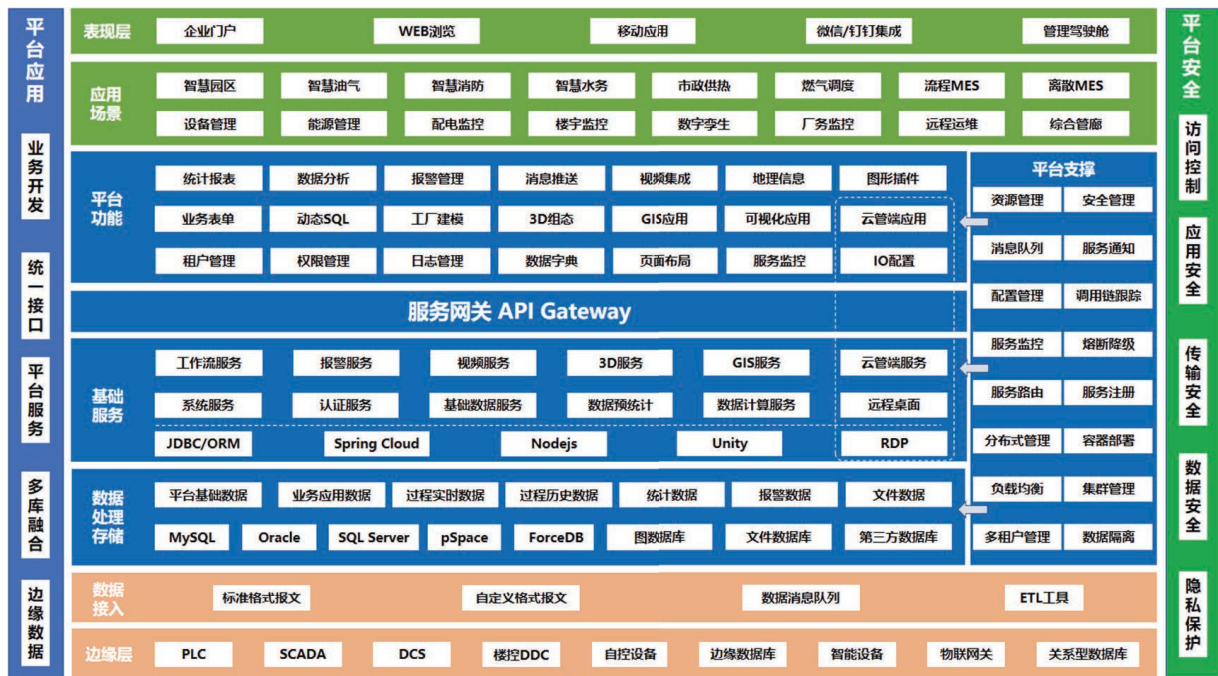 平台应用
业务开发
统一接口
平台服务
多库融合
边缘数据
表现层
企业门户 WEB浏览 移动应用 微信/钉钉集成 管理驾驶舱
应用
场景
智慧园区 智慧油气 智慧消防 智慧水务 市政供热 燃气调度 流程MES 离散MES
设备管理 能源管理 配电监控 楼宇监控 数字孪生 厂务监控 远程运维 综合管廊
平台
功能
统计报表 数据分析 报警管理 消息推送 视频集成 地理信息 图形插件
业务表单 动态SQL 工厂建模 3D组态 GIS应用 可视化应用 云管端应用
租户管理 权限管理 日志管理 数据字典 页面布局 服务监控 IO配置
服务网关 API Gateway
基础
服务
工作流服务 报警服务 视频服务 3D服务 GIS服务 云管端服务
系统服务 认证服务 基础数据服务 数据预统计 数据计算服务 远程桌面
JDBC/ORM Spring Cloud Nodejs Unity RDP
数据
处理
存储
平台基础数据 业务应用数据 过程实时数据 过程历史数据 统计数据 报警数据 文件数据
MySQL Oracle SQL Server pSpace ForceDB 图数据库 文件数据库 第三方数据库
平台支撑
资源管理 安全管理
消息队列 服务通知
配置管理 调用链跟踪
服务监控 熔断降级
服务路由 服务注册
分布式管理 容器部署
负载均衡 集群管理
多租户管理 数据隔离
数据
接入
标准格式报文 自定义格式报文 数据消息队列 ETL工具
边缘层
PLC SCADA DCS 楼控DDC 自控设备 边缘数据库 智能设备 物联网关 关系型数据库
平台安全
访问控制
应用安全
传输安全
数据安全
隐私保护